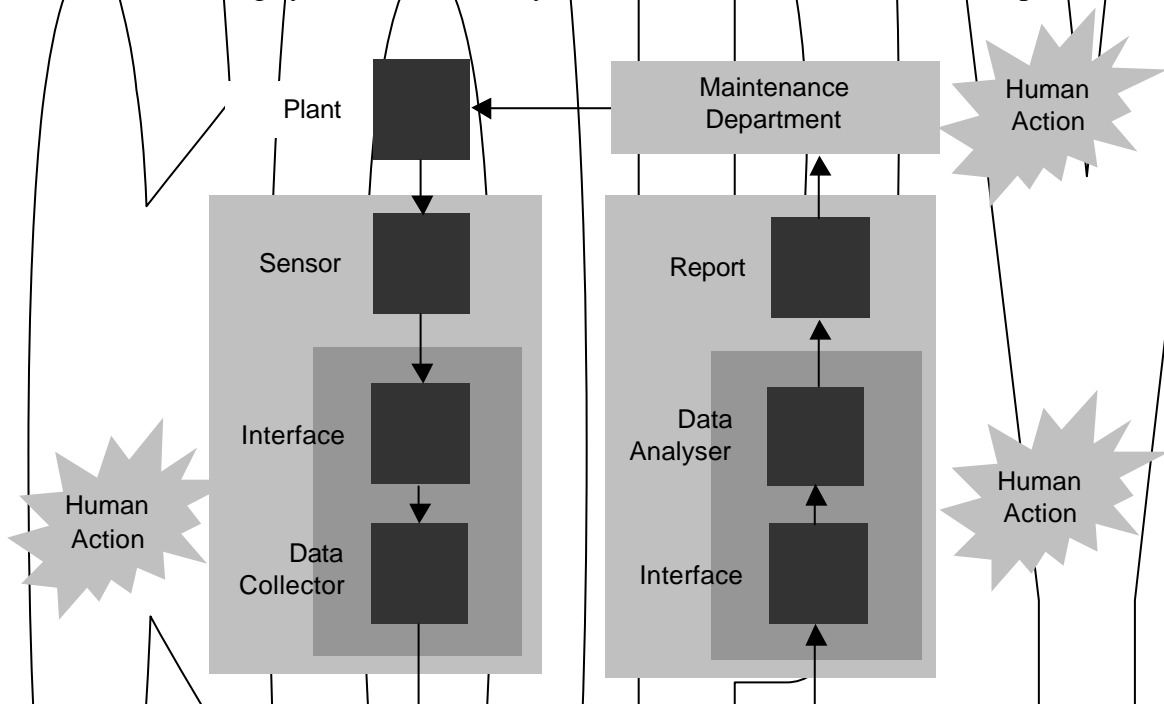 Plant
Maintenance
Department
Human
Action
Sensor
Report
Interface
Data
Analyser
Human
Action
Human
Action
Data
Collector
Interface